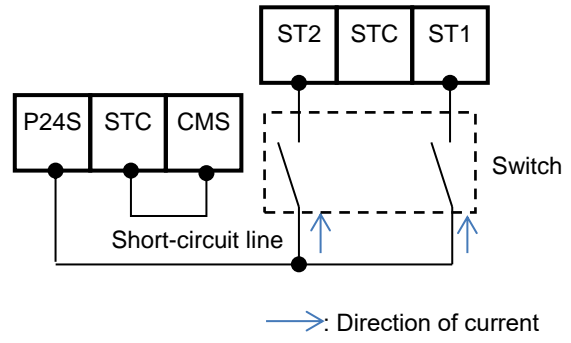 ST2 STC ST1
P24S STC CMS
Switch
Short-circuit line
: Direction of current